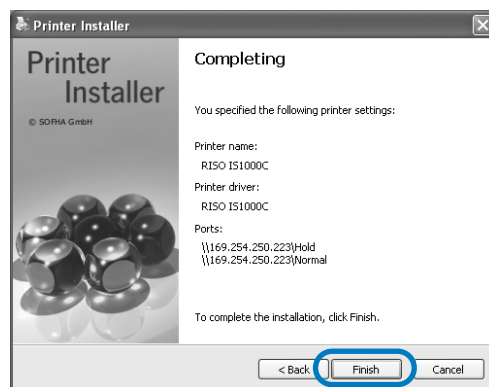 Printer Installer
Printer
Installer
© SOFHA GmbH
Completing
You specified the following printer settings:
Printer name:
RISO IS1000C
Printer driver:
RISO IS1000C
Ports:
\\169.254.250.223\Hold
\\169.254.250.223\Normal
To complete the installation, click Finish.
< Back
Finish
Cancel